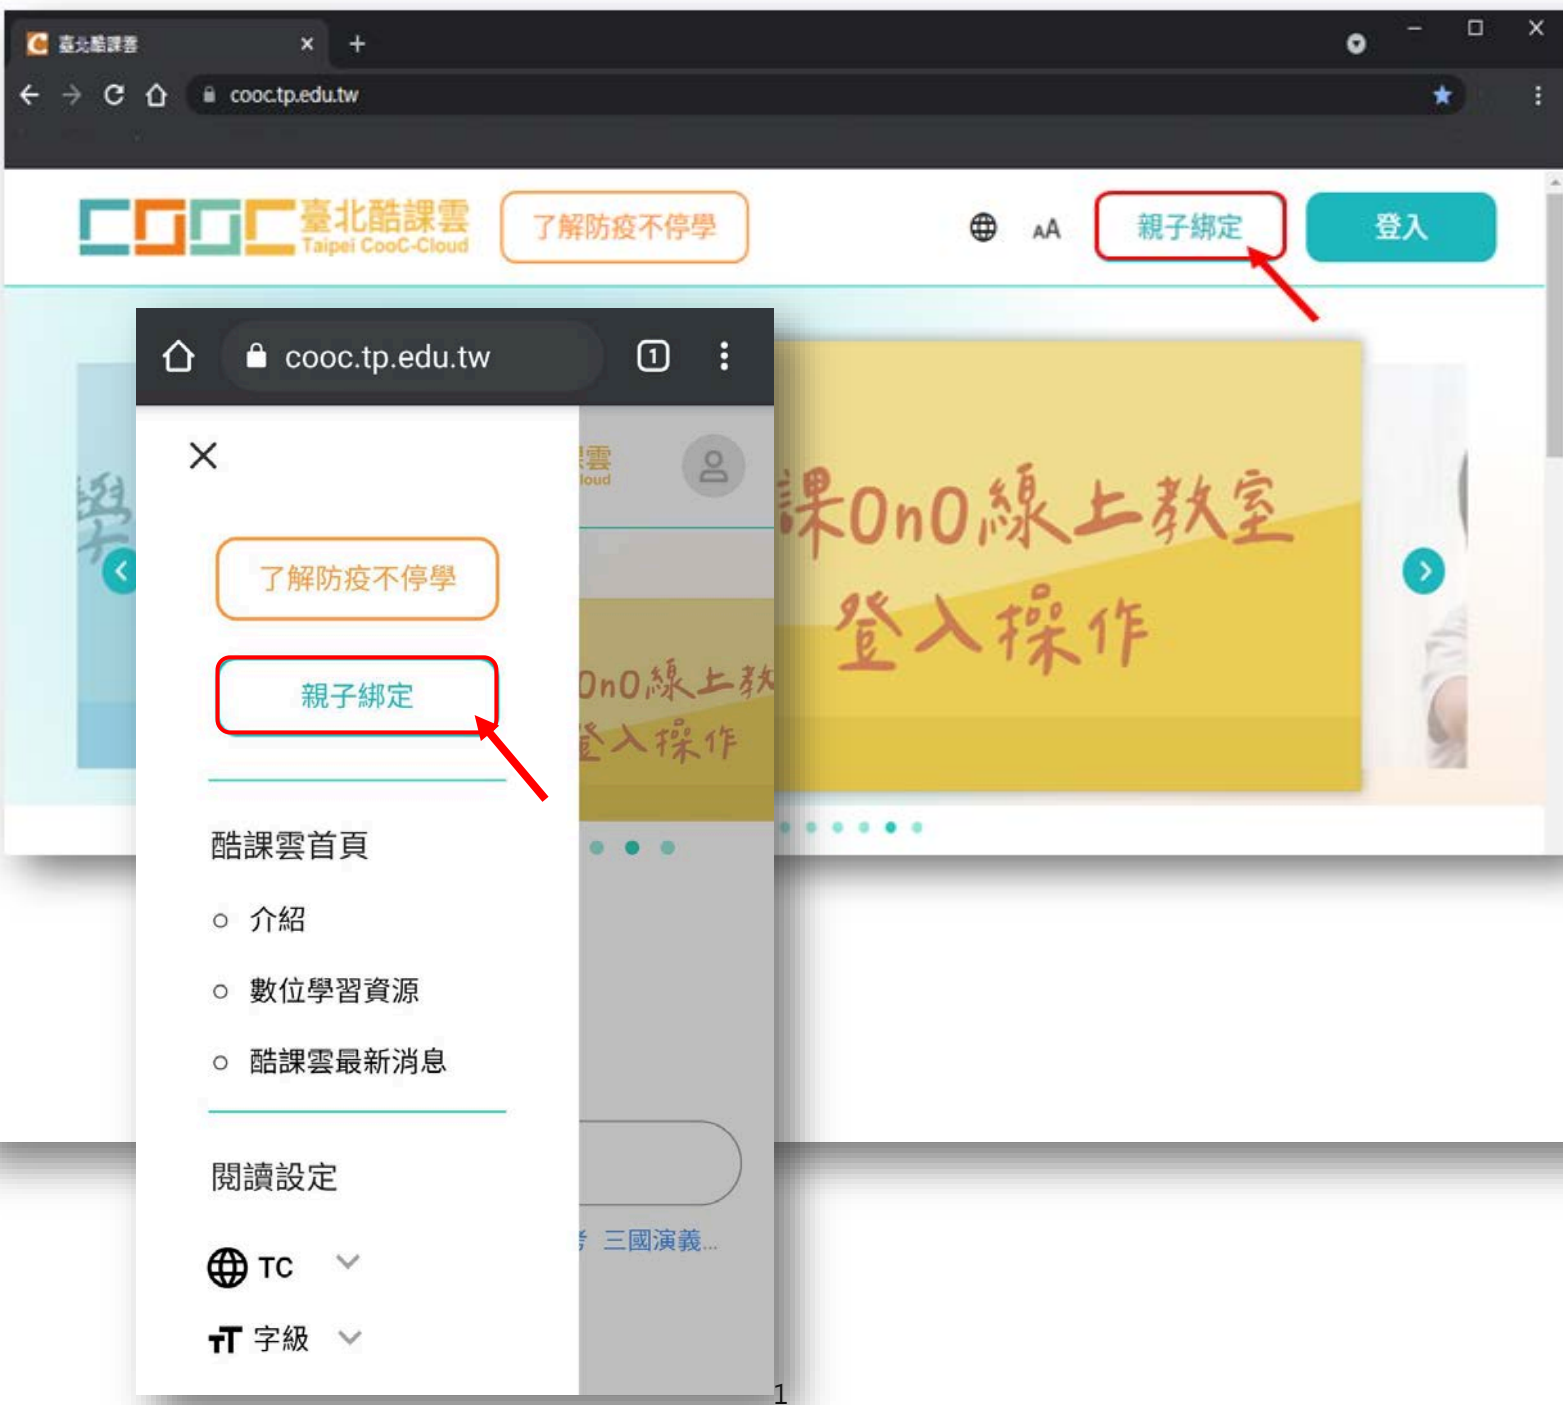 臺北酷課雲
cooc.tp.edu.tw
臺北酷課雲
Taipei CooC-Cloud
了解防疫不停學
AA
親子綁定
登入
學
課OnO線上教室
登入操作
cooc.tp.edu.tw
1
雲
loud
了解防疫不停學
親子綁定
OnO線上教
登入操作
酷課雲首頁
介紹
數位學習資源
酷課雲最新消息
閱讀設定
三國演義...
TC
字級
1